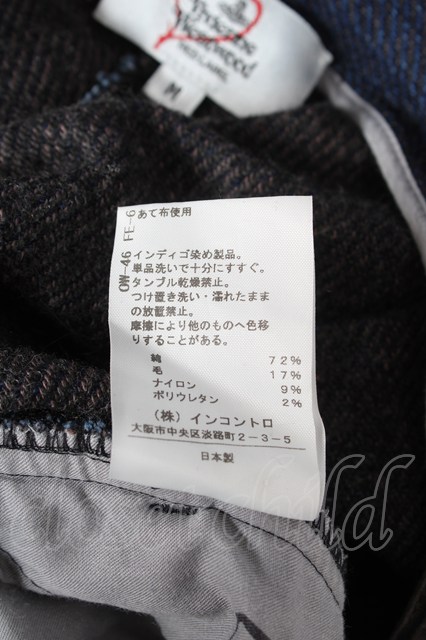 Vivienne
Westwood
RED LABEL
M
FE-6 あて布使用
OW-46 インディゴ染め製品。
単品洗いで十分にすすぐ。
タンブル乾燥禁止。
つけ置き洗い・濡れたまま
の放置禁止。
摩擦により他のものへ色移
りすることがある。
綿 72%
毛 17%
ナイロン 9%
ポリウレタン 2%
(株) インコントロ
大阪市中央区淡路町2-3-5
日本製
closet child